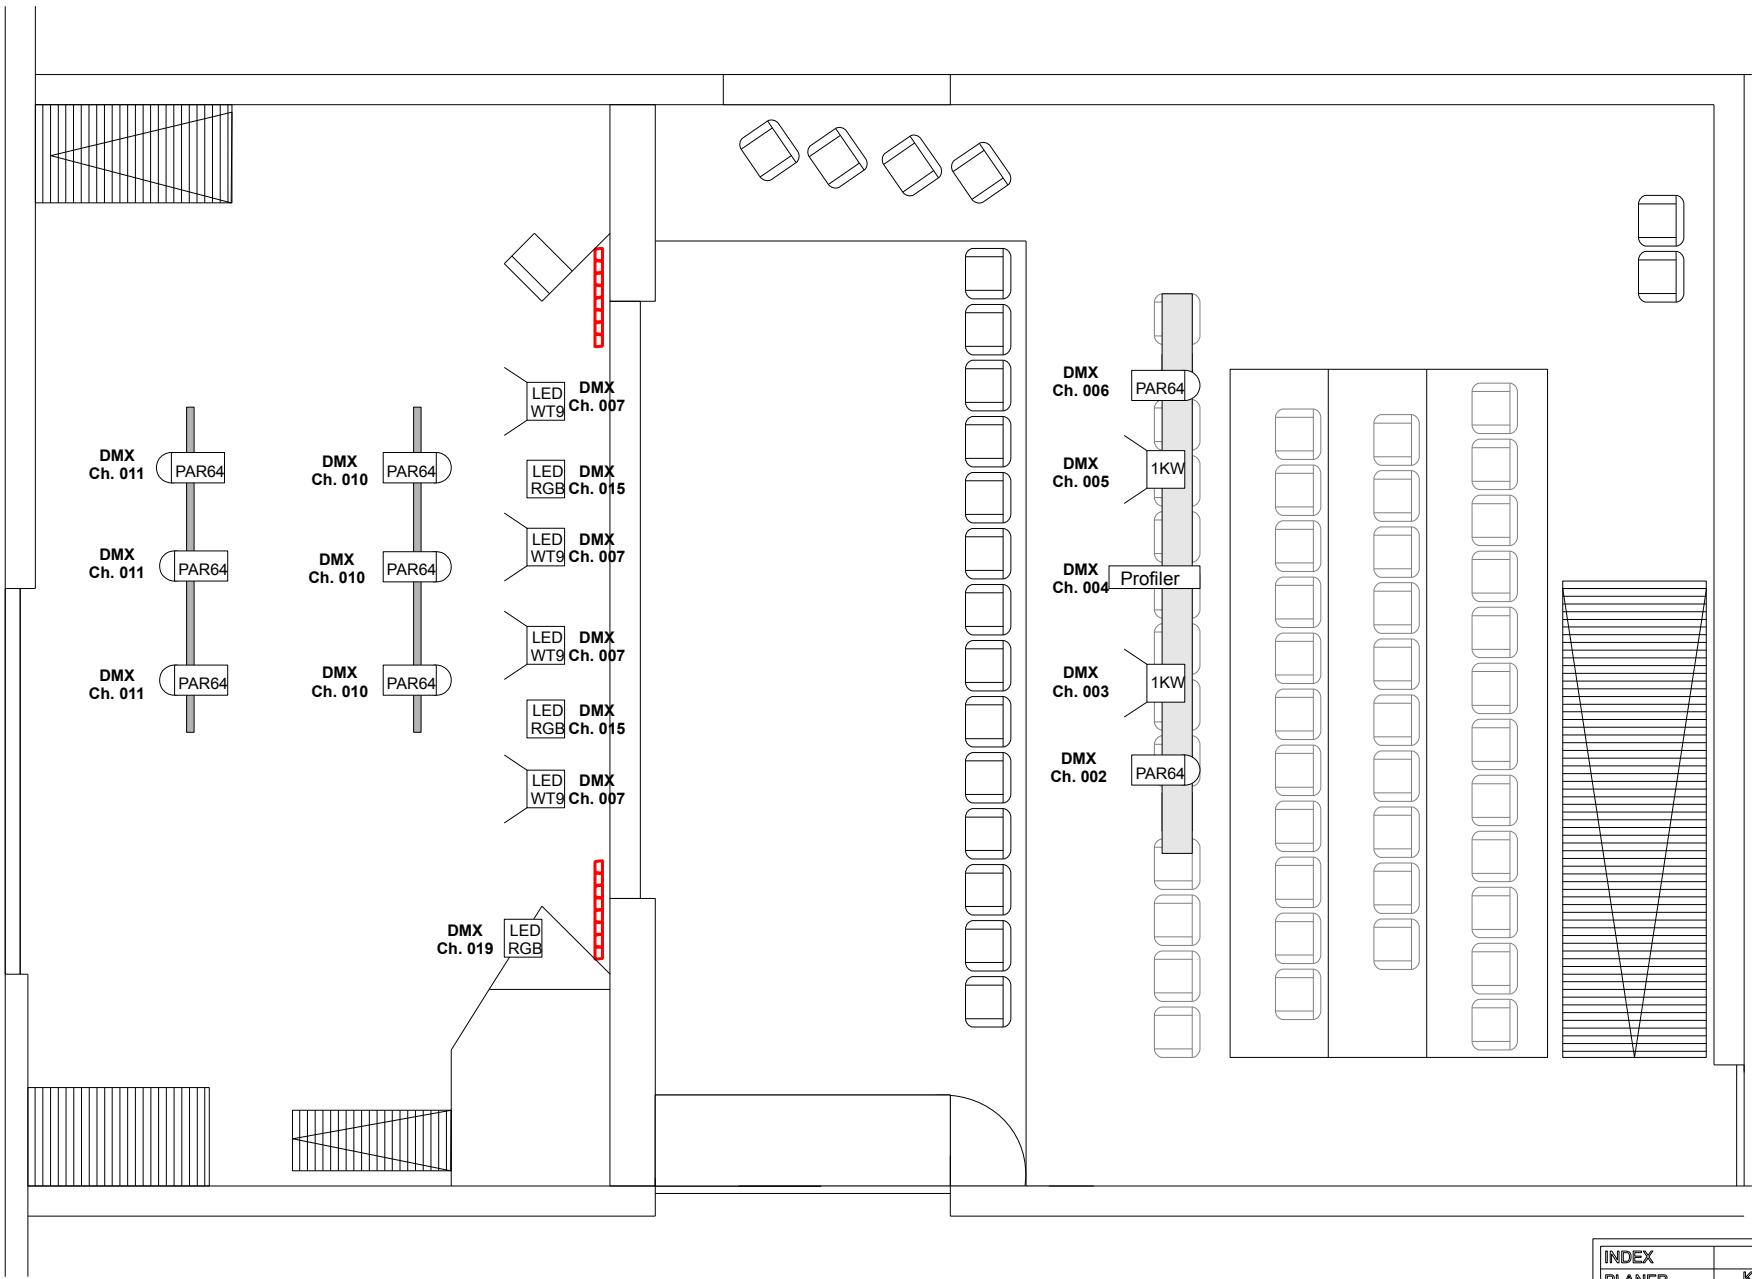 DMX
Ch. 011
PAR64
DMX
Ch. 011
PAR64
DMX
Ch. 011
PAR64
DMX
Ch. 010
PAR64
DMX
Ch. 010
PAR64
DMX
Ch. 010
PAR64
LED
WT9
DMX
Ch. 007
LED
RGB
DMX
Ch. 015
LED
WT9
DMX
Ch. 007
LED
WT9
DMX
Ch. 007
LED
RGB
DMX
Ch. 015
LED
WT9
DMX
Ch. 007
DMX
Ch. 019
LED
RGB
DMX
Ch. 006
PAR64
DMX
Ch. 005
1KW
DMX
Ch. 004
Profiler
DMX
Ch. 003
1KW
DMX
Ch. 002
PAR64
INDEX
PLANER